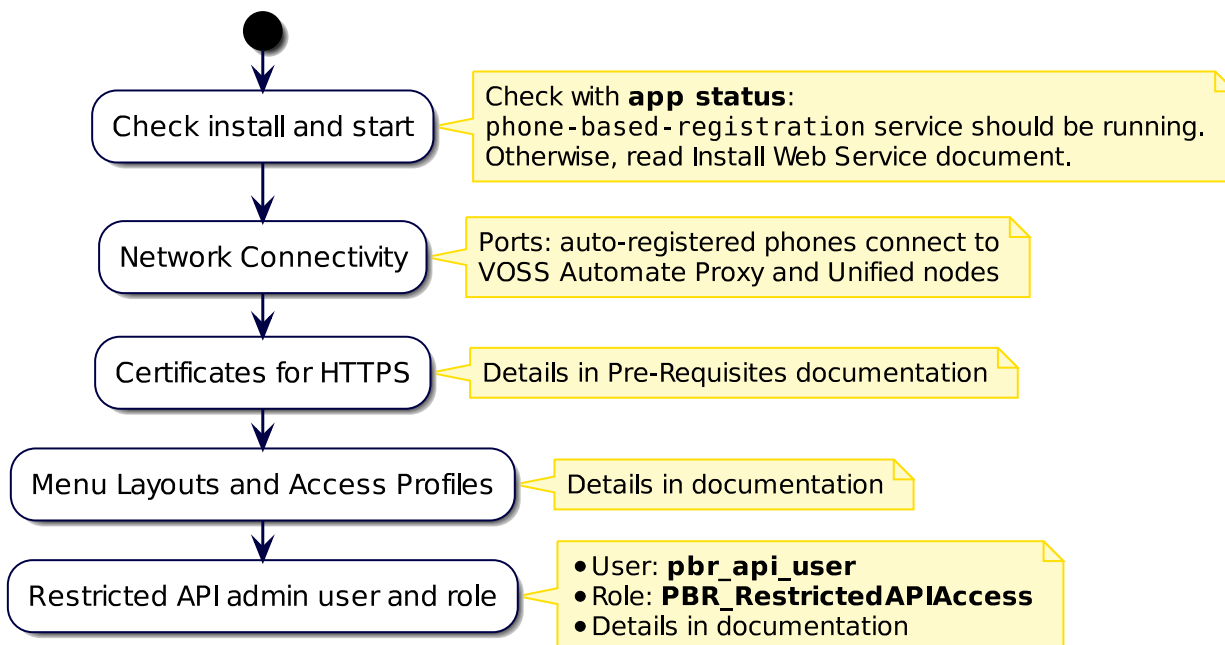 Check install and start
Check with app status:
phone-based-registration service should be running.
Otherwise, read Install Web Service document.
Network Connectivity
Ports: auto-registered phones connect to
VOSS Automate Proxy and Unified nodes
Certificates for HTTPS
Details in Pre-Requisites documentation
Menu Layouts and Access Profiles
Details in documentation
Restricted API admin user and role
• User: pbr_api_user
• Role: PBR_RestrictedAPIAccess
• Details in documentation